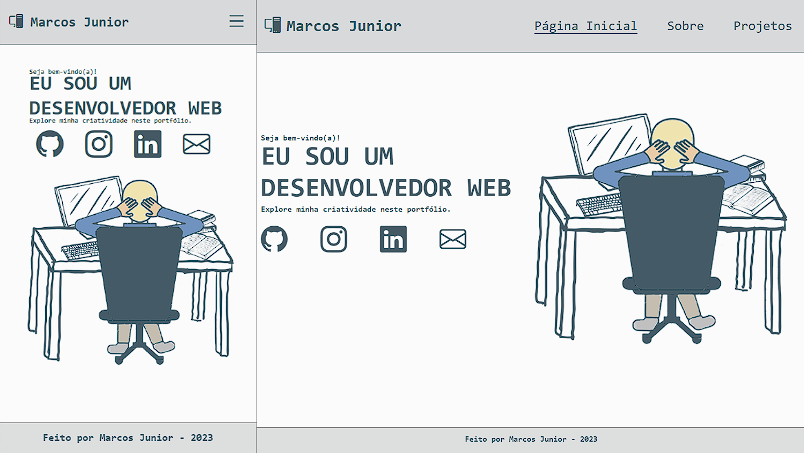 Marcos Junior
Seja bem-vindo(a)!
EU SOU UM
DESENVOLVEDOR WEB
Explore minha criatividade neste portfólio.
in
Feito por Marcos Junior - 2023
Marcos Junior
Página Inicial
Sobre
Projetos
Seja bem-vindo(a)!
EU SOU UM
DESENVOLVEDOR WEB
Explore minha criatividade neste portfólio.
in
Feito por Marcos Junior - 2023